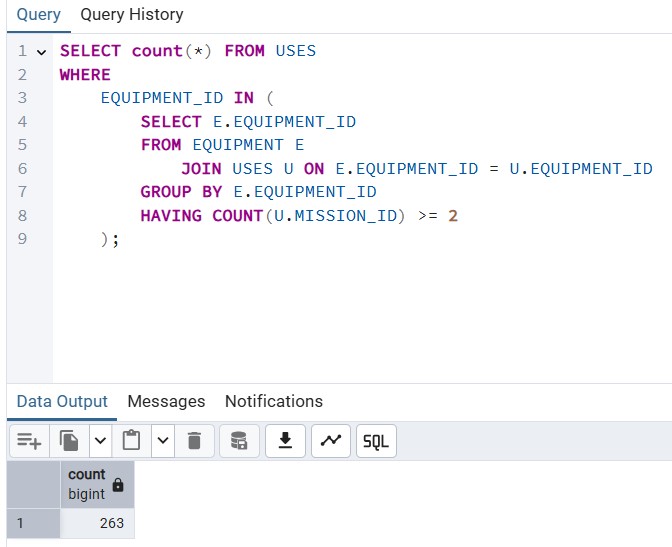 Query Query History
1 SELECT count(*) FROM USES
2 WHERE
3 EQUIPMENT_ID IN (
4 SELECT E.EQUIPMENT_ID
5 FROM EQUIPMENT E
6 JOIN USES U ON E.EQUIPMENT_ID = U.EQUIPMENT_ID
7 GROUP BY E.EQUIPMENT_ID
8 HAVING COUNT(U.MISSION_ID) >= 2
9 );
Data Output Messages Notifications
SQL
count
bigint
1 263